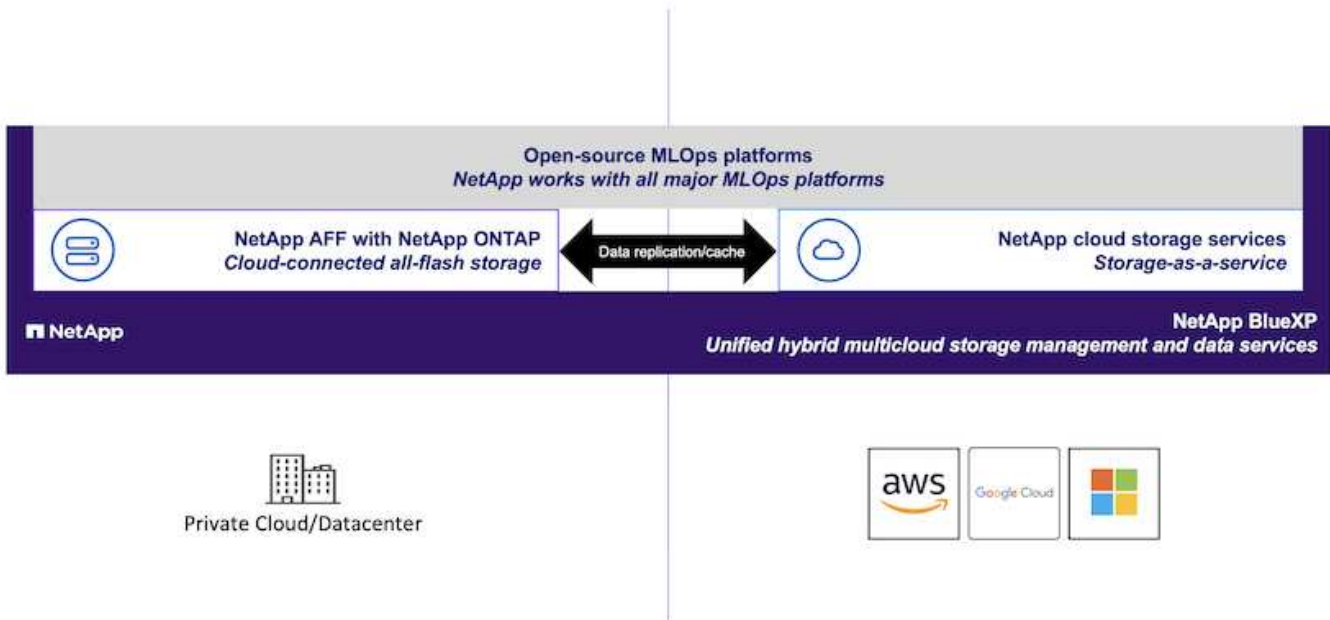 Open-source MLOps platforms
NetApp works with all major MLOps platforms
NetApp AFF with NetApp ONTAP
Cloud-connected all-flash storage
Data replication/cache
NetApp cloud storage services
Storage-as-a-service
NetApp
NetApp BlueXP
Unified hybrid multicloud storage management and data services
Private Cloud/Datacenter
aws
Google Cloud